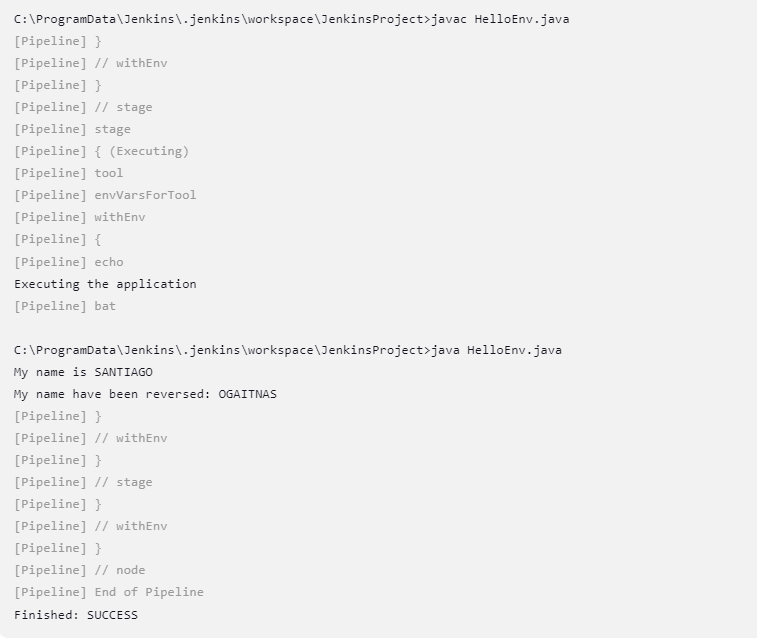 C:\ProgramData\Jenkins\.jenkins\workspace\JenkinsProject>javac HelloEnv.java
[Pipeline] }
[Pipeline] // withEnv
[Pipeline] }
[Pipeline] // stage
[Pipeline] stage
[Pipeline] { (Executing)
[Pipeline] tool
[Pipeline] envVarsForTool
[Pipeline] withEnv
[Pipeline] {
[Pipeline] echo
Executing the application
[Pipeline] bat
C:\ProgramData\Jenkins\.jenkins\workspace\JenkinsProject>java HelloEnv.java
My name is SANTIAGO
My name have been reversed: OGAITNAS
[Pipeline] }
[Pipeline] // withEnv
[Pipeline] }
[Pipeline] // stage
[Pipeline] }
[Pipeline] // withEnv
[Pipeline] }
[Pipeline] // node
[Pipeline] End of Pipeline
Finished: SUCCESS